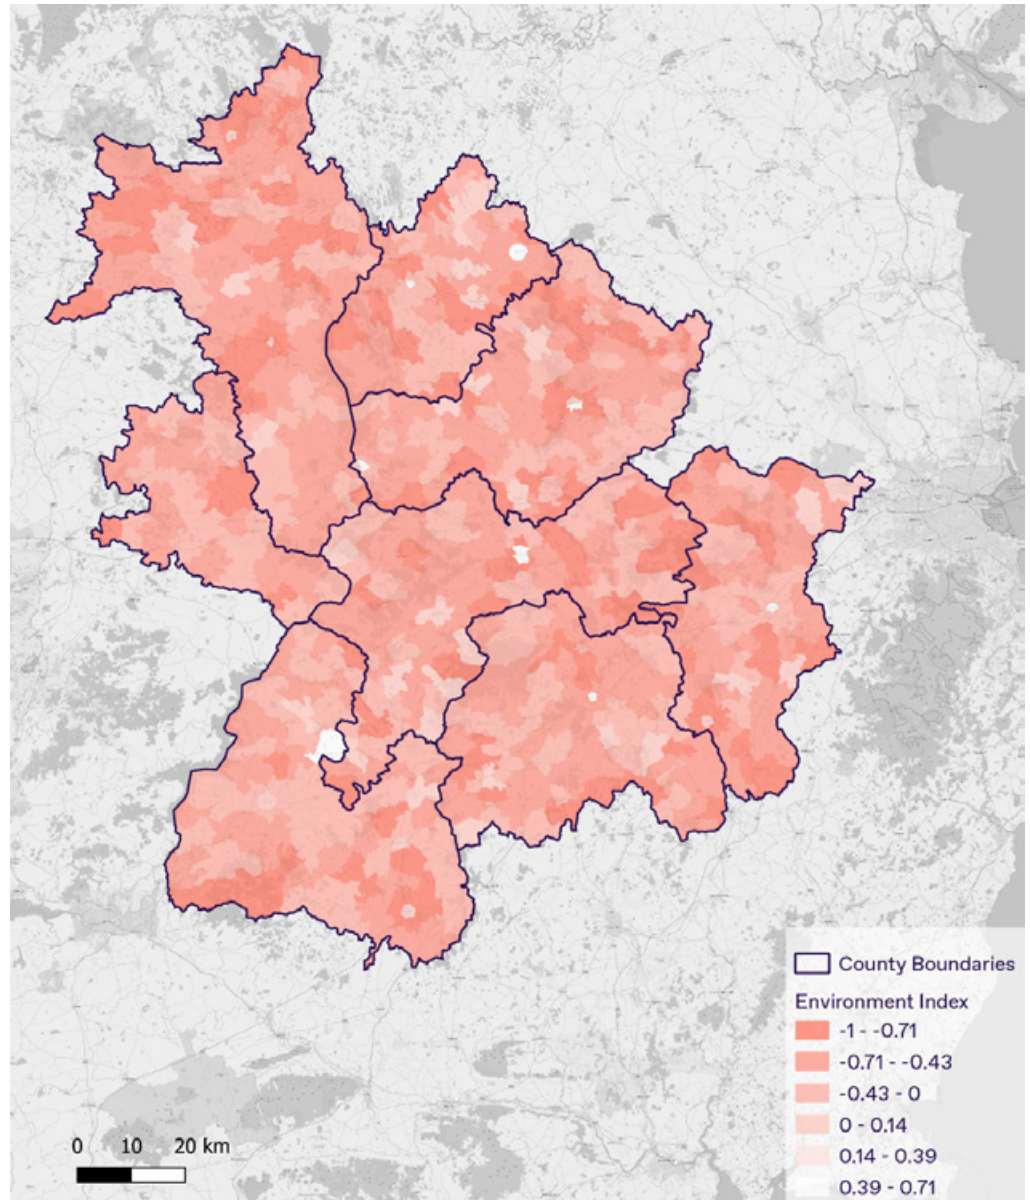 County Boundaries
Environment Index
-1 - -0.71
-0.71 - -0.43
-0.43 - 0
0 - 0.14
0.14 - 0.39
0.39 - 0.71
0 10 20 km